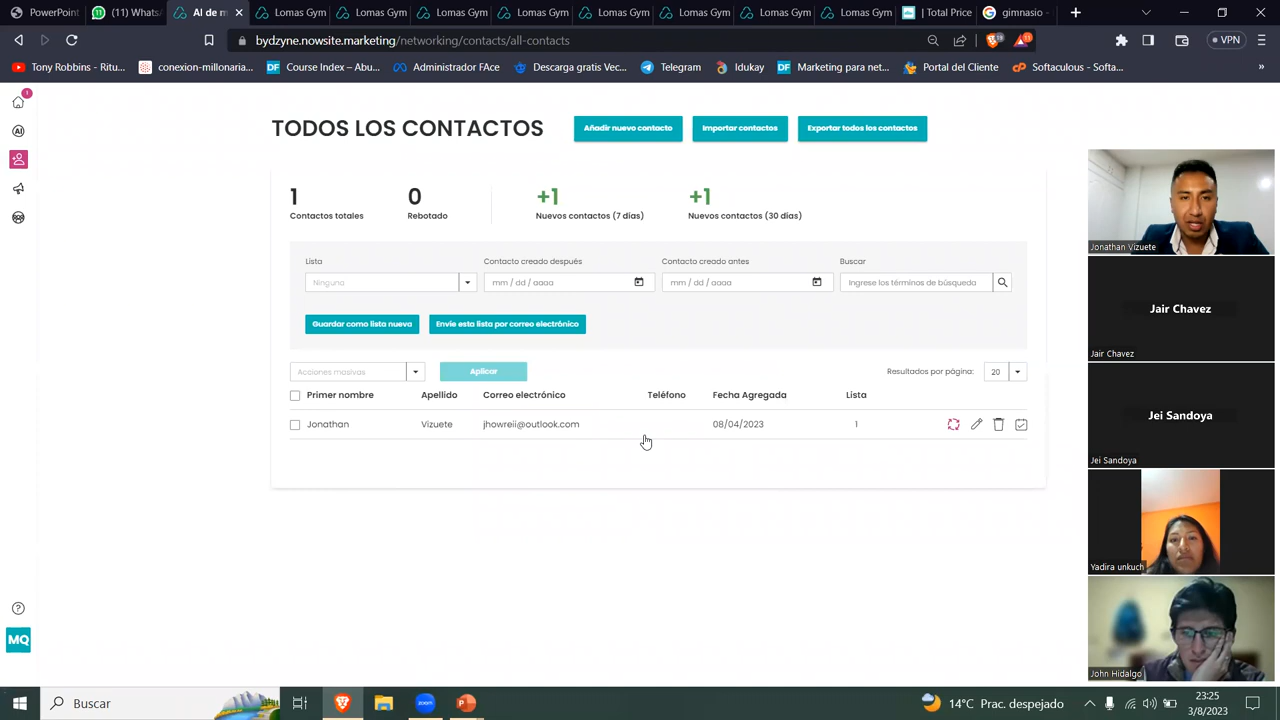 PowerPoint
(11) Whats
AI de m
Lomas Gym
Lomas Gym
Lomas Gym
Lomas Gym
Lomas Gym
Lomas Gym
Lomas Gym
Lomas Gym
| Total Price
gimnasio
bydzyne.nowsite.marketing/networking/contacts/all-contacts
19
11
VPN
Tony Robbins - Ritu...
conexion-millonaria...
Course Index – Abu...
Administrador FAce
Descarga gratis Vec...
Telegram
Idukay
Marketing para net...
Portal del Cliente
Softaculous - Softa...
»
1
AI
TODOS LOS CONTACTOS
Añadir nuevo contacto
Importar contactos
Exportar todos los contactos
1
0
+1
+1
Contactos totales
Rebotado
Nuevos contactos (7 días)
Nuevos contactos (30 días)
Lista
Contacto creado después
Contacto creado antes
Buscar
Ninguna
mm / dd / aaaa
mm / dd / aaaa
Ingrese los términos de búsqueda
Guardar como lista nueva
Envíe esta lista por correo electrónico
Acciones masivas
Aplicar
Resultados por página:
20
Primer nombre
Apellido
Correo electrónico
Teléfono
Fecha Agregada
Lista
Jonathan
Vizuete
jhowreii@outlook.com
08/04/2023
1
MQ
Jonathan Vizuete
Jair Chavez
Jair Chavez
Jei Sandoya
Jei Sandoya
Yadira unkuch
John Hidalgo
Buscar
zoom
14°C Prac. despejado
23:25
3/8/2023